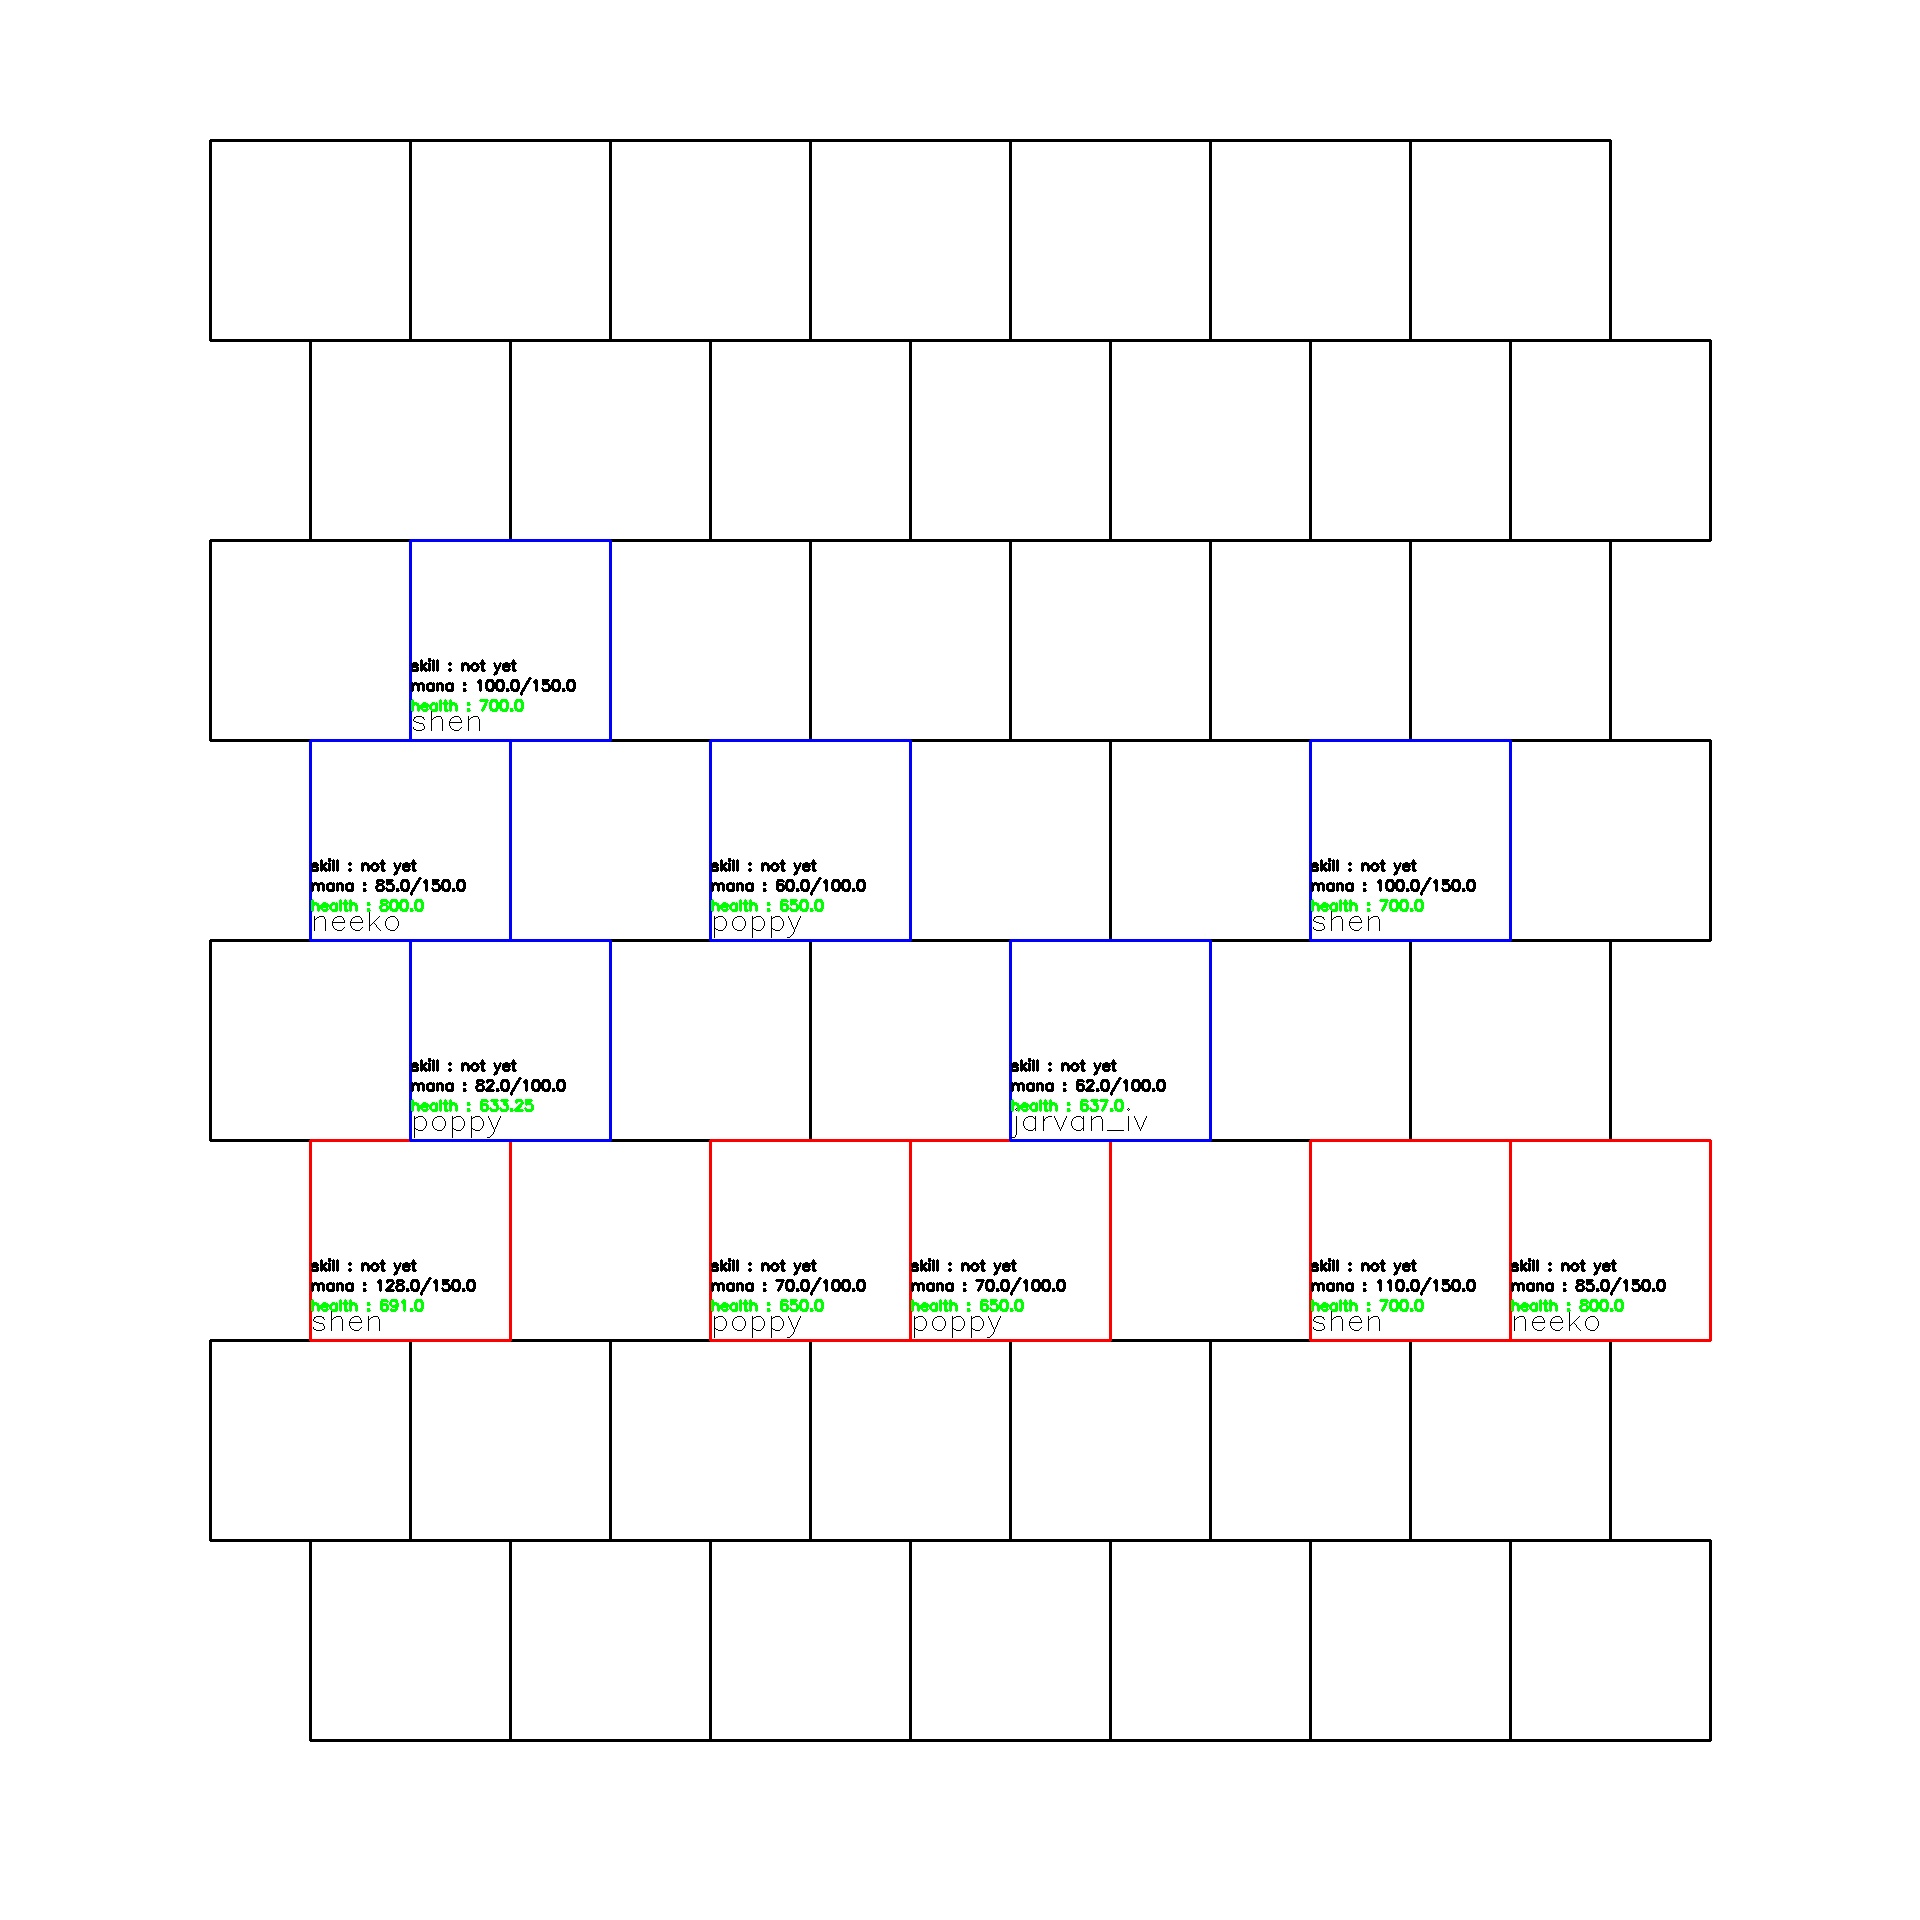 skill : not yet
mana : 100.0/150.0
health : 700.0
shen
skill : not yet
mana : 85.0/150.0
health : 800.0
neeko
skill : not yet
mana : 60.0/100.0
health : 650.0
poppy
skill : not yet
mana : 100.0/150.0
health : 700.0
shen
skill : not yet
mana : 82.0/100.0
health : 633.25
poppy
skill : not yet
mana : 62.0/100.0
health : 637.0
jarvan_iv
skill : not yet
mana : 128.0/150.0
health : 691.0
shen
skill : not yet
mana : 70.0/100.0
health : 650.0
poppy
skill : not yet
mana : 70.0/100.0
health : 650.0
poppy
skill : not yet
mana : 110.0/150.0
health : 700.0
shen
skill : not yet
mana : 85.0/150.0
health : 800.0
neeko